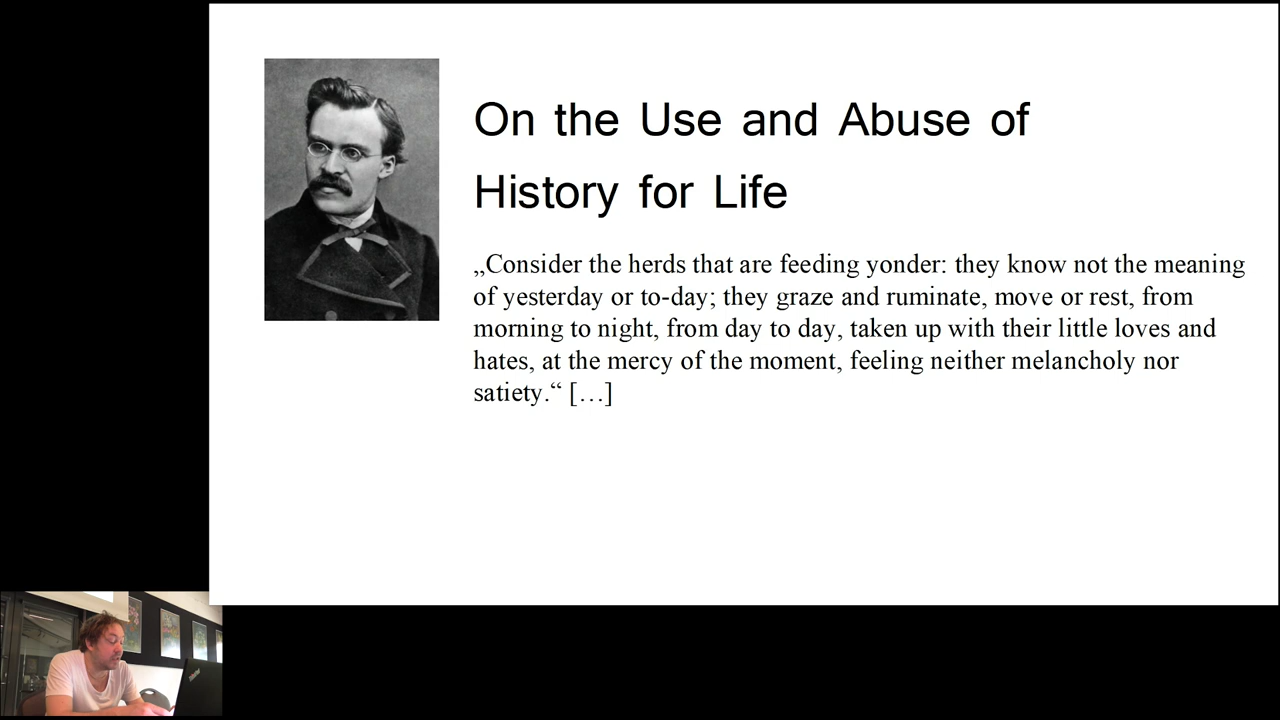 On the Use and Abuse of
History for Life
„Consider the herds that are feeding yonder: they know not the meaning
of yesterday or to-day; they graze and ruminate, move or rest, from
morning to night, from day to day, taken up with their little loves and
hates, at the mercy of the moment, feeling neither melancholy nor
satiety.“ […]
ThinkPad